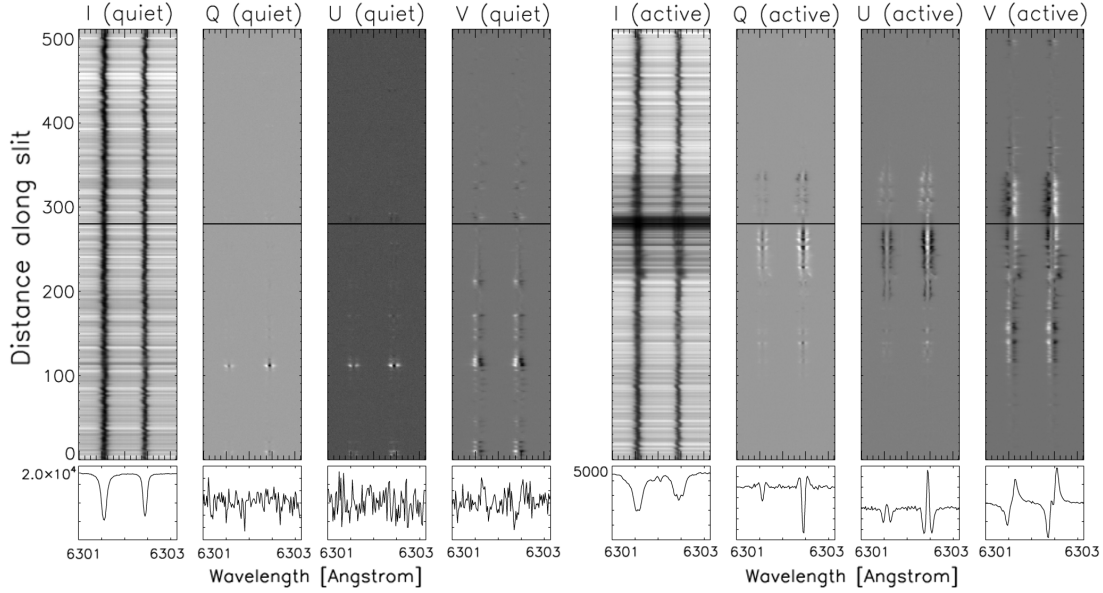 I (quiet) Q (quiet) U (quiet) V (quiet) I (active) Q (active) U (active) V (active)
Distance along slit
500
400
300
200
100
0
2.0×10⁴ 5000
6301 6303 6301 6303 6301 6303 6301 6303 6301 6303 6301 6303 6301 6303 6301 6303
Wavelength [Angstrom] Wavelength [Angstrom]